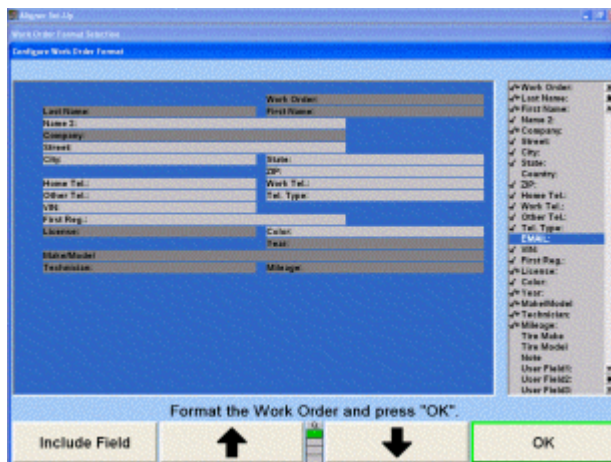 Aligner Set-Up
Work Order Format Selection
Configure Work Order Format
Work Order:
Last Name: First Name:
Name 2:
Company:
Street:
City: State:
ZIP:
Home Tel.: Work Tel.:
Other Tel.: Tel. Type:
VIN:
First Reg.:
License: Color:
Year:
Make/Model
Technician: Mileage:
Work Order:
Last Name:
First Name:
Name 2:
Company:
Street:
City:
State:
Country:
ZIP:
Home Tel.:
Work Tel.:
Other Tel.:
Tel. Type:
EMAIL:
VIN:
First Reg.:
License:
Color:
Year:
Make/Model
Technician:
Mileage:
Tire Make
Tire Model
Note
User Field1:
User Field2:
User Field3:
Format the Work Order and press "OK".
Include Field OK